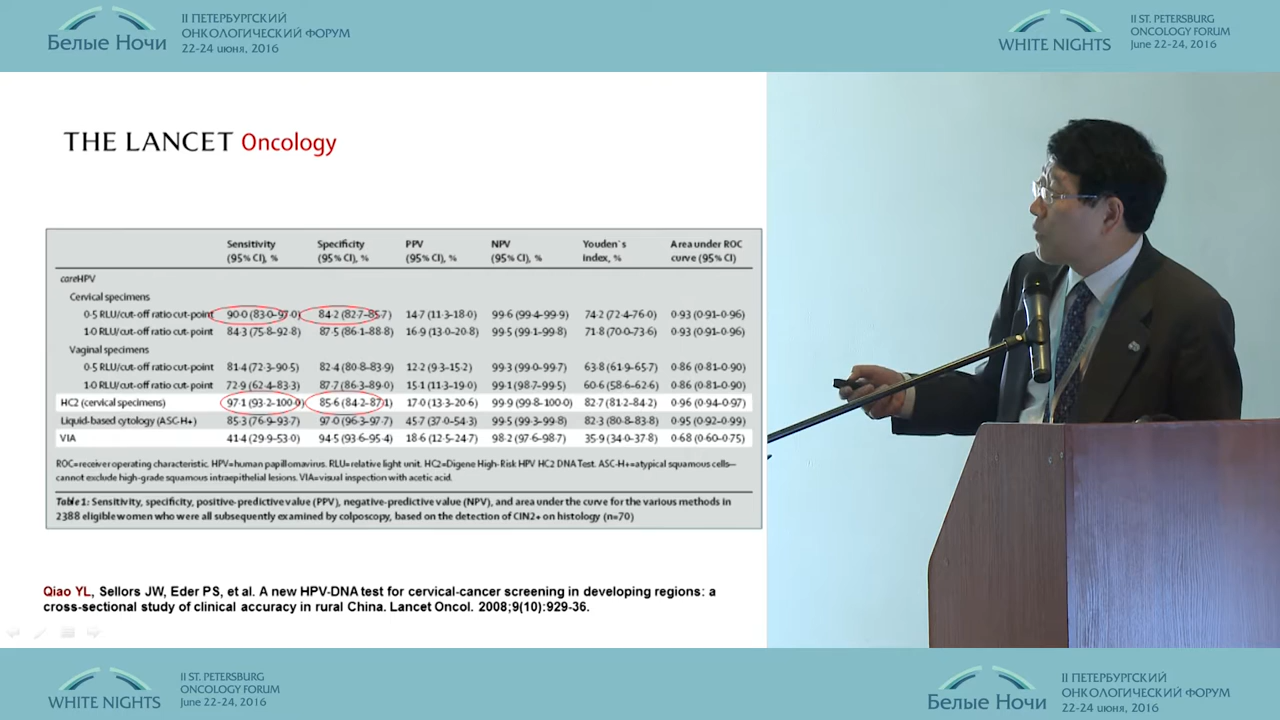 Белые Ночи
II ПЕТЕРБУРГСКИЙ
ОНКОЛОГИЧЕСКИЙ ФОРУМ
22-24 июня, 2016
WHITE NIGHTS
II ST. PETERSBURG
ONCOLOGY FORUM
June 22-24, 2016
THE LANCET Oncology
Sensitivity (95% CI), % Specificity (95% CI), % PPV (95% CI), % NPV (95% CI), % Youden`s index, % Area under ROC curve (95% CI)
careHPV
Cervical specimens
0·5 RLU/cut-off ratio cut-point 90·0 (83·0–97·0) 84·2 (82·7–85·7) 14·7 (11·3–18·0) 99·6 (99·4–99·9) 74·2 (72·4–76·0) 0·93 (0·91–0·96)
1·0 RLU/cut-off ratio cut-point 84·3 (75·8–92·8) 87·5 (86·1–88·8) 16·9 (13·0–20·8) 99·5 (99·1–99·8) 71·8 (70·0–73·6) 0·93 (0·91–0·96)
Vaginal specimens
0·5 RLU/cut-off ratio cut-point 81·4 (72·3–90·5) 82·4 (80·8–83·9) 12·2 (9·3–15·2) 99·3 (99·0–99·7) 63·8 (61·9–65·7) 0·86 (0·81–0·90)
1·0 RLU/cut-off ratio cut-point 72·9 (62·4–83·3) 87·7 (86·3–89·0) 15·1 (11·3–19·0) 99·1 (98·7–99·5) 60·6 (58·6–62·6) 0·86 (0·81–0·90)
HC2 (cervical specimens) 97·1 (93·2–100·0) 85·6 (84·2–87·1) 17·0 (13·3–20·6) 99·9 (99·8–100·0) 82·7 (81·2–84·2) 0·96 (0·94–0·97)
Liquid-based cytology (ASC-H+) 85·3 (76·9–93·7) 97·0 (96·3–97·7) 45·7 (37·0–54·3) 99·5 (99·3–99·8) 82·3 (80·8–83·8) 0·95 (0·92–0·99)
VIA 41·4 (29·9–53·0) 94·5 (93·6–95·4) 18·6 (12·5–24·7) 98·2 (97·6–98·7) 35·9 (34·0–37·8) 0·68 (0·60–0·75)
ROC=receiver operating characteristic. HPV=human papillomavirus. RLU=relative light unit. HC2=Digene High-Risk HPV HC2 DNA Test. ASC-H+=atypical squamous cells—
cannot exclude high-grade squamous intraepithelial lesions. VIA=visual inspection with acetic acid.
Table 1: Sensitivity, specificity, positive-predictive value (PPV), negative-predictive value (NPV), and area under the curve for the various methods in
2388 eligible women who were all subsequently examined by colposcopy, based on the detection of CIN2+ on histology (n=70)
Qiao YL, Sellors JW, Eder PS, et al. A new HPV-DNA test for cervical-cancer screening in developing regions: a
cross-sectional study of clinical accuracy in rural China. Lancet Oncol. 2008;9(10):929-36.
WHITE NIGHTS
II ST. PETERSBURG
ONCOLOGY FORUM
June 22-24, 2016
Белые Ночи
II ПЕТЕРБУРГСКИЙ
ОНКОЛОГИЧЕСКИЙ ФОРУМ
22-24 июня, 2016